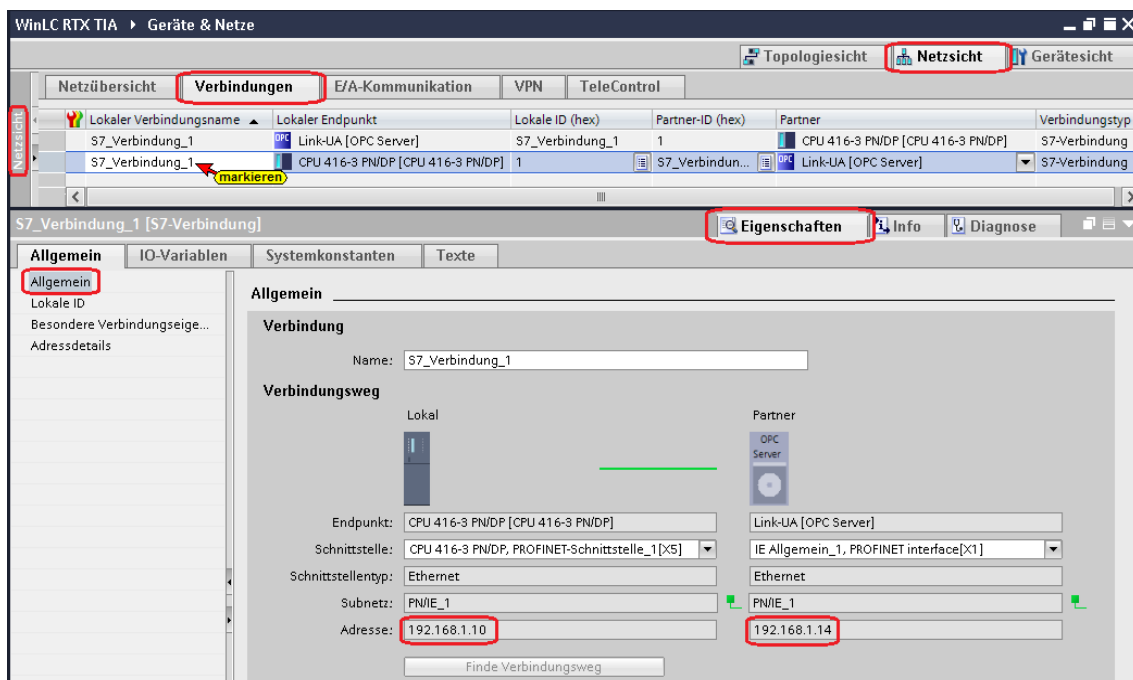 WinLC RTX TIA ▸ Geräte & Netze
Topologiesicht Netzsicht Gerätesicht
Netzübersicht Verbindungen E/A-Kommunikation VPN TeleControl
Netzsicht
Lokaler Verbindungsname Lokaler Endpunkt Lokale ID (hex) Partner-ID (hex) Partner Verbindungstyp
S7_Verbindung_1 OPC Link-UA [OPC Server] S7_Verbindung_1 1 CPU 416-3 PN/DP [CPU 416-3 PN/DP] S7-Verbindung
S7_Verbindung_1 CPU 416-3 PN/DP [CPU 416-3 PN/DP] 1 S7_Verbindun... OPC Link-UA [OPC Server] S7-Verbindung
markieren
S7_Verbindung_1 [S7-Verbindung] Eigenschaften Info Diagnose
Allgemein IO-Variablen Systemkonstanten Texte
Allgemein
Lokale ID
Besondere Verbindungseige...
Adressdetails
Allgemein
Verbindung
Name: S7_Verbindung_1
Verbindungsweg
Lokal Partner
OPC
Server
Endpunkt: CPU 416-3 PN/DP [CPU 416-3 PN/DP] Link-UA [OPC Server]
Schnittstelle: CPU 416-3 PN/DP, PROFINET-Schnittstelle_1[X5] IE Allgemein_1, PROFINET interface[X1]
Schnittstellentyp: Ethernet Ethernet
Subnetz: PN/IE_1 PN/IE_1
Adresse: 192.168.1.10 192.168.1.14
Finde Verbindungsweg